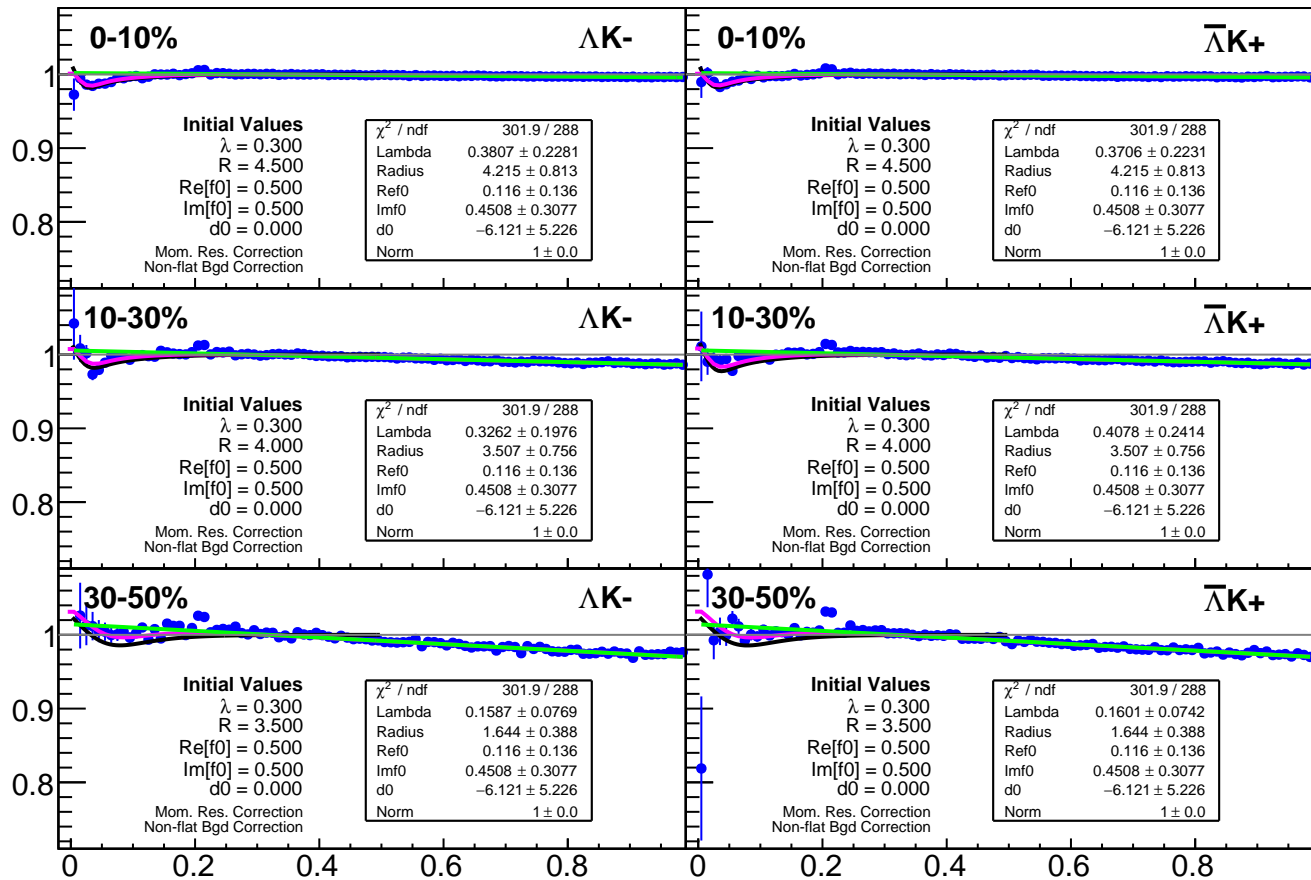 0-10%
ΛK-
1
0.9
0.8
Initial Values
λ = 0.300
R = 4.500
Re[f0] = 0.500
Im[f0] = 0.500
d0 = 0.000
Mom. Res. Correction
Non-flat Bgd Correction
χ² / ndf 301.9 / 288
Lambda 0.3807 ± 0.2281
Radius 4.215 ± 0.813
Ref0 0.116 ± 0.136
Imf0 0.4508 ± 0.3077
d0 −6.121 ± 5.226
Norm 1 ± 0.0
0-10%
Λ̅K+
Initial Values
λ = 0.300
R = 4.500
Re[f0] = 0.500
Im[f0] = 0.500
d0 = 0.000
Mom. Res. Correction
Non-flat Bgd Correction
χ² / ndf 301.9 / 288
Lambda 0.3706 ± 0.2231
Radius 4.215 ± 0.813
Ref0 0.116 ± 0.136
Imf0 0.4508 ± 0.3077
d0 −6.121 ± 5.226
Norm 1 ± 0.0
10-30%
ΛK-
1
0.9
0.8
Initial Values
λ = 0.300
R = 4.000
Re[f0] = 0.500
Im[f0] = 0.500
d0 = 0.000
Mom. Res. Correction
Non-flat Bgd Correction
χ² / ndf 301.9 / 288
Lambda 0.3262 ± 0.1976
Radius 3.507 ± 0.756
Ref0 0.116 ± 0.136
Imf0 0.4508 ± 0.3077
d0 −6.121 ± 5.226
Norm 1 ± 0.0
10-30%
Λ̅K+
Initial Values
λ = 0.300
R = 4.000
Re[f0] = 0.500
Im[f0] = 0.500
d0 = 0.000
Mom. Res. Correction
Non-flat Bgd Correction
χ² / ndf 301.9 / 288
Lambda 0.4078 ± 0.2414
Radius 3.507 ± 0.756
Ref0 0.116 ± 0.136
Imf0 0.4508 ± 0.3077
d0 −6.121 ± 5.226
Norm 1 ± 0.0
30-50%
ΛK-
1
0.9
0.8
Initial Values
λ = 0.300
R = 3.500
Re[f0] = 0.500
Im[f0] = 0.500
d0 = 0.000
Mom. Res. Correction
Non-flat Bgd Correction
χ² / ndf 301.9 / 288
Lambda 0.1587 ± 0.0769
Radius 1.644 ± 0.388
Ref0 0.116 ± 0.136
Imf0 0.4508 ± 0.3077
d0 −6.121 ± 5.226
Norm 1 ± 0.0
30-50%
Λ̅K+
Initial Values
λ = 0.300
R = 3.500
Re[f0] = 0.500
Im[f0] = 0.500
d0 = 0.000
Mom. Res. Correction
Non-flat Bgd Correction
χ² / ndf 301.9 / 288
Lambda 0.1601 ± 0.0742
Radius 1.644 ± 0.388
Ref0 0.116 ± 0.136
Imf0 0.4508 ± 0.3077
d0 −6.121 ± 5.226
Norm 1 ± 0.0
0 0.2 0.4 0.6 0.8
0 0.2 0.4 0.6 0.8